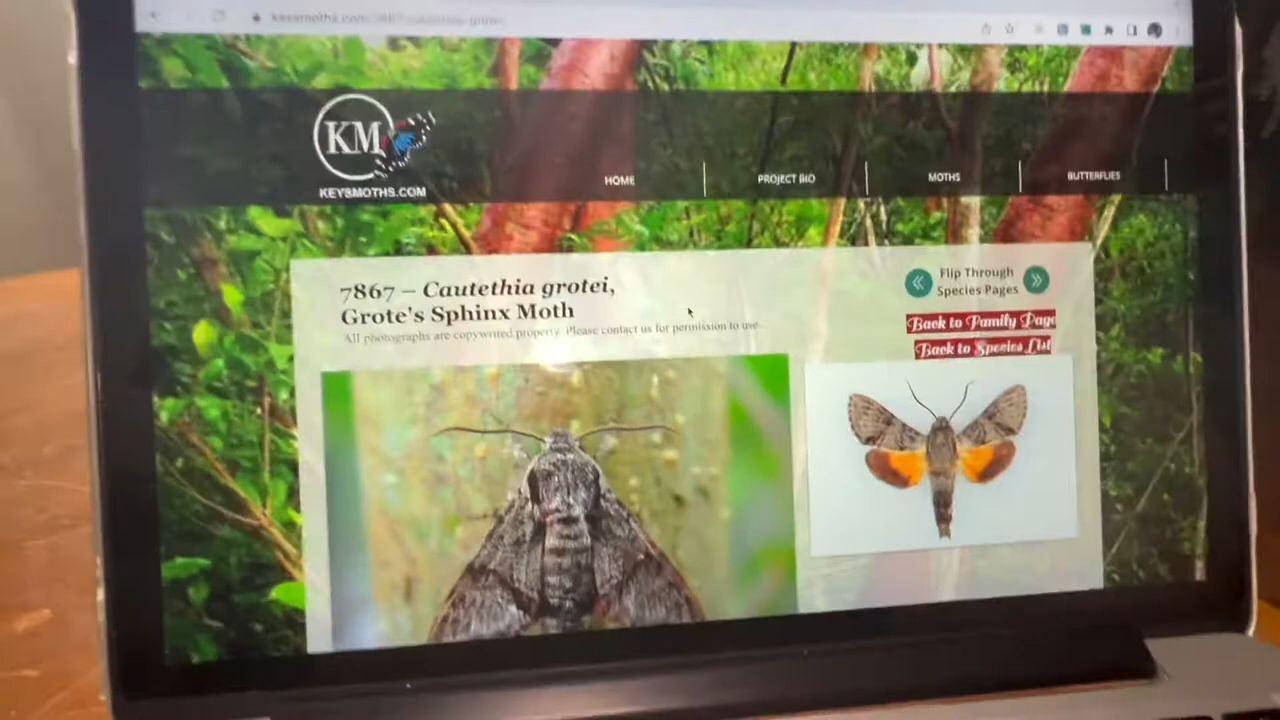 KM
KEYSMOTHS.COM
HOME
PROJECT BIO
MOTHS
BUTTERFLIES
7867 – Cautethia grotei,
Grote's Sphinx Moth
All photographs are copywrited property. Please contact us for permission to use.
Flip Through
Species Pages
Back to Family Page
Back to Species List